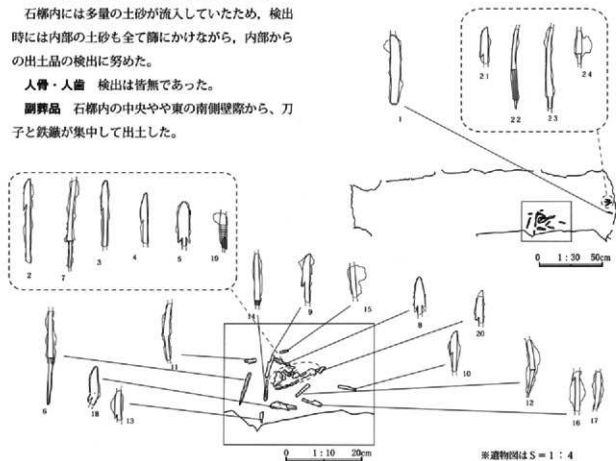 石槨内には多量の土砂が流入していたため，検出
時には内部の土砂も全て篩にかけながら，内部から
の出土品の検出に努めた。
人骨・人歯　検出は皆無であった。
副葬品　石槨内の中央やや東の南側壁際から、刀
子と鉄鏃が集中して出土した。
1
21
22
23
24
0 1:30 50cm
2
7
3
4
5
19
14
9
15
8
20
11
10
6
18
13
12
16
17
0 1:10 20cm
※遺物図はS＝1：4